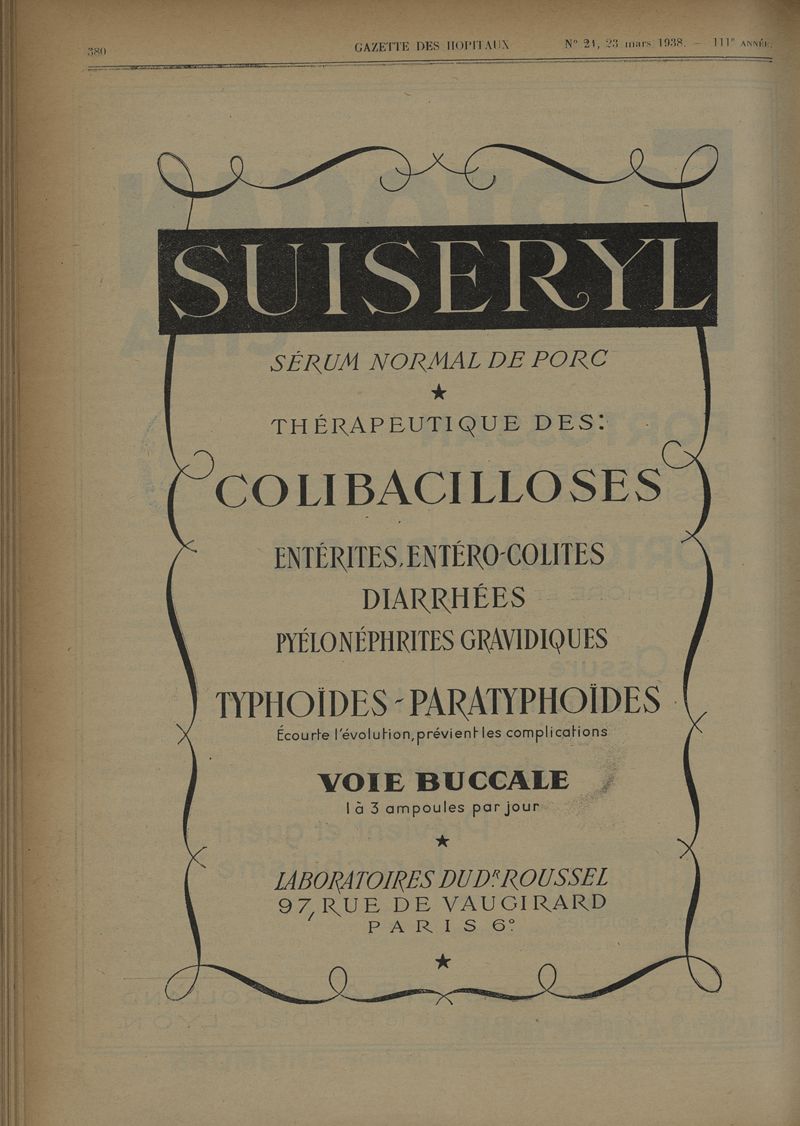 380 GAZETTE DES HOPITAUX N° 24, 23 mars 1938. — 111e ANNÉE.
SUISERYL
SÉRUM NORMAL DE PORC
THÉRAPEUTIQUE DES:
COLIBACILLOSES
ENTÉRITES, ENTÉRO-COLITES
DIARRHÉES
PYÉLONÉPHRITES GRAVIDIQUES
TYPHOÏDES - PARATYPHOÏDES
Écourte l'évolution, prévient les complications
VOIE BUCCALE
1 à 3 ampoules par jour
LABORATOIRES DU DR ROUSSEL
97, RUE DE VAUGIRARD
PARIS 6e